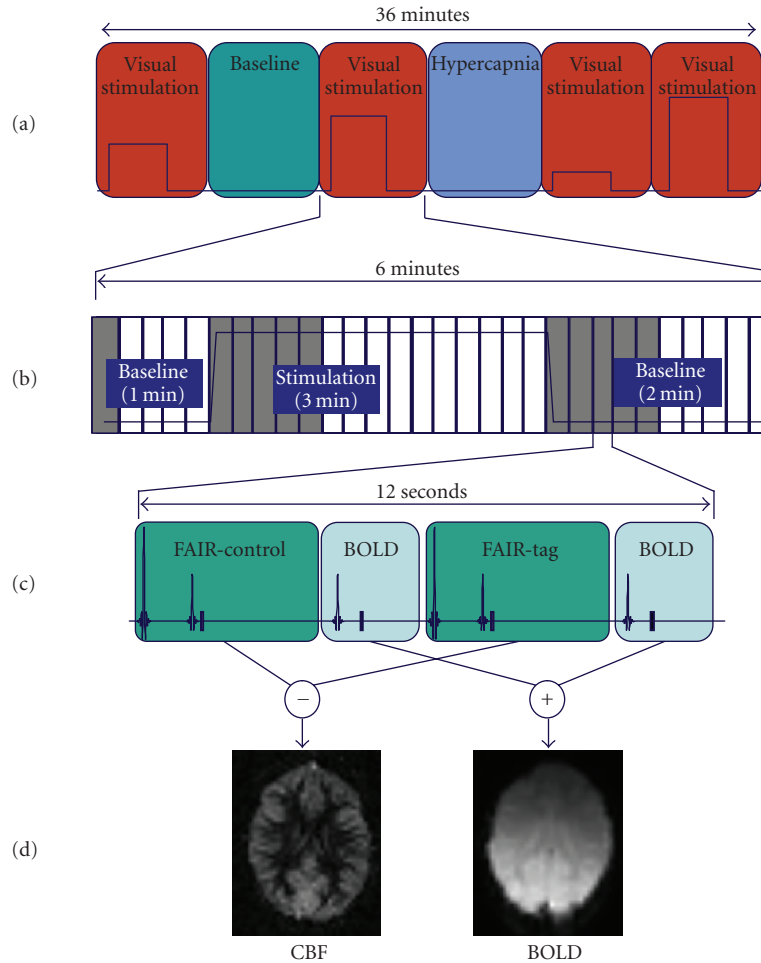 36 minutes
(a)
Visual stimulation
Baseline
Visual stimulation
Hypercapnia
Visual stimulation
Visual stimulation
6 minutes
(b)
Baseline
(1 min)
Stimulation
(3 min)
Baseline
(2 min)
12 seconds
(c)
FAIR-control
BOLD
FAIR-tag
BOLD
−
+
(d)
CBF
BOLD